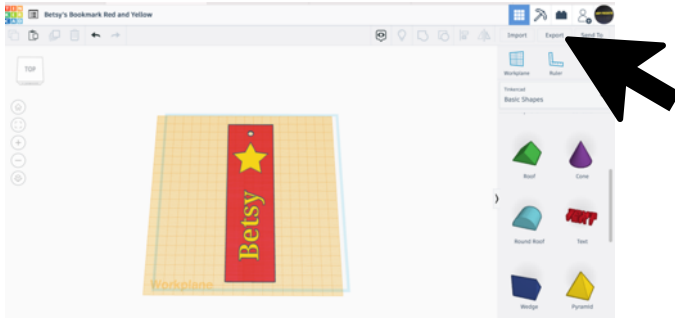 Betsy's Bookmark Red and Yellow
Import Export Send To
TOP
Workplane Ruler
Tinkercad
Basic Shapes
Roof Cone
Betsy
Round Roof Text
TEXT
Workplane
Wedge Pyramid